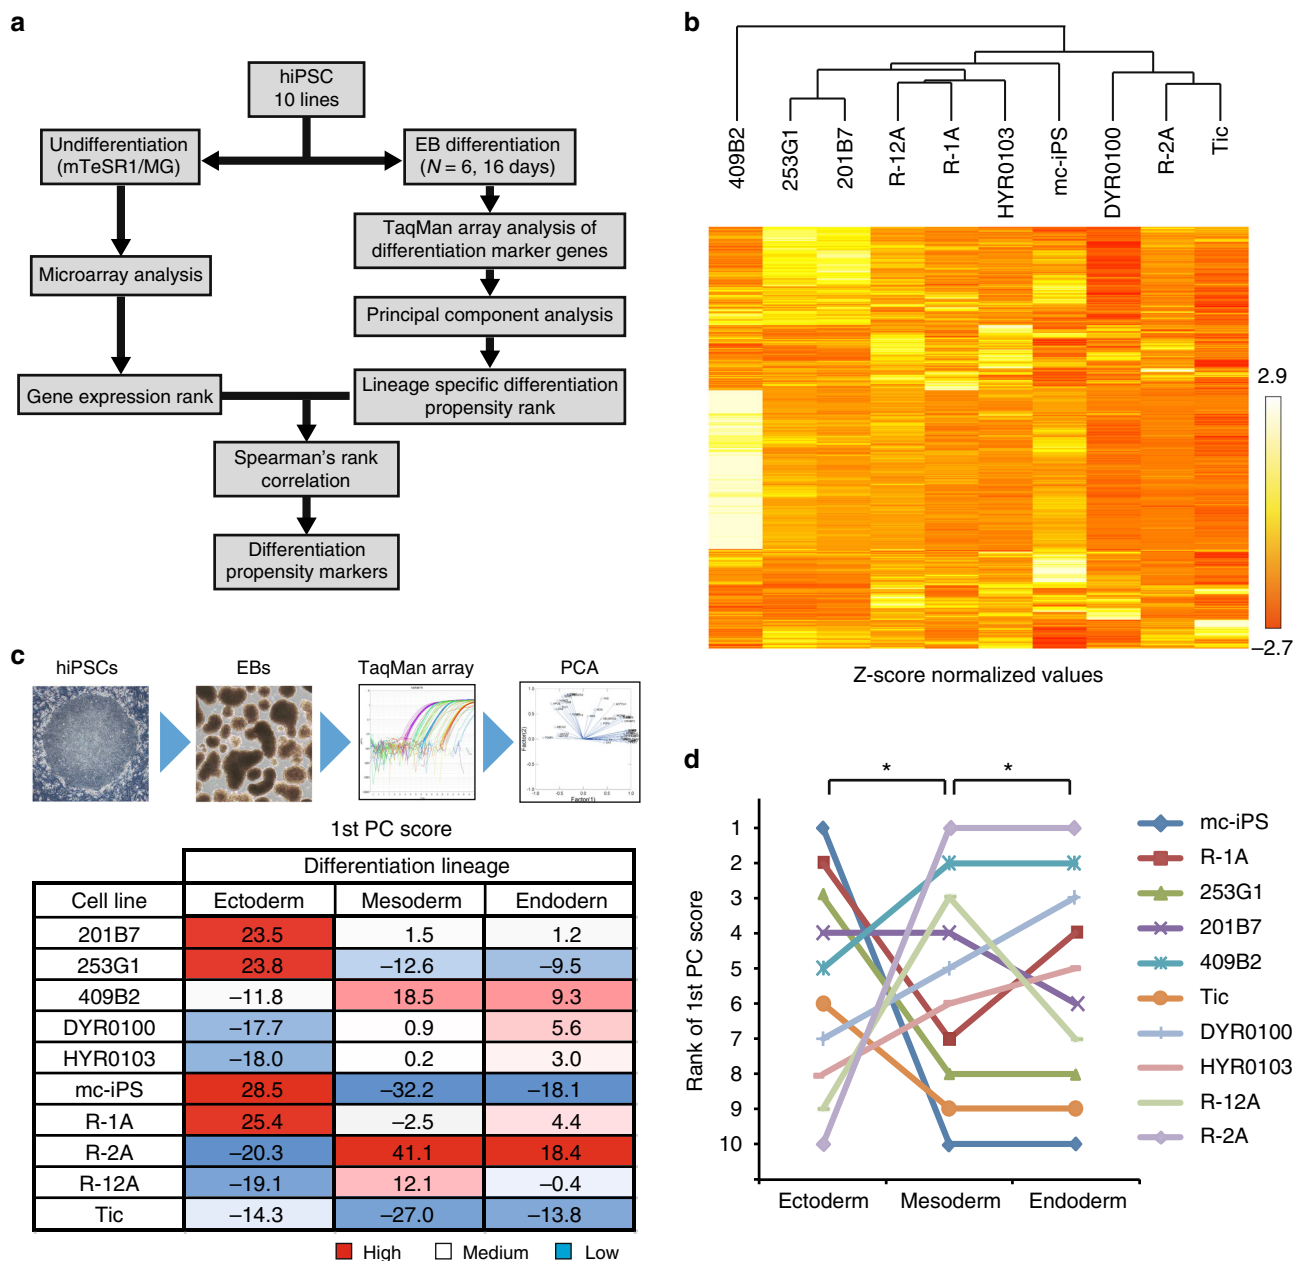 a
hiPSC
10 lines
Undifferentiation
(mTeSR1/MG)
EB differentiation
(N = 6, 16 days)
TaqMan array analysis of
differentiation marker genes
Microarray analysis
Principal component analysis
Gene expression rank
Lineage specific differentiation
propensity rank
Spearman's rank
correlation
Differentiation
propensity markers
b
409B2
253G1
201B7
R-12A
R-1A
HYR0103
mc-iPS
DYR0100
R-2A
Tic
2.9
–2.7
Z-score normalized values
c
hiPSCs
EBs
TaqMan array
PCA
Factor(2)
Factor(1)
1st PC score
Differentiation lineage
Cell line Ectoderm Mesoderm Endodern
201B7 23.5 1.5 1.2
253G1 23.8 –12.6 –9.5
409B2 –11.8 18.5 9.3
DYR0100 –17.7 0.9 5.6
HYR0103 –18.0 0.2 3.0
mc-iPS 28.5 –32.2 –18.1
R-1A 25.4 –2.5 4.4
R-2A –20.3 41.1 18.4
R-12A –19.1 12.1 –0.4
Tic –14.3 –27.0 –13.8
High Medium Low
d
* *
Rank of 1st PC score
1
2
3
4
5
6
7
8
9
10
Ectoderm Mesoderm Endoderm
mc-iPS
R-1A
253G1
201B7
409B2
Tic
DYR0100
HYR0103
R-12A
R-2A